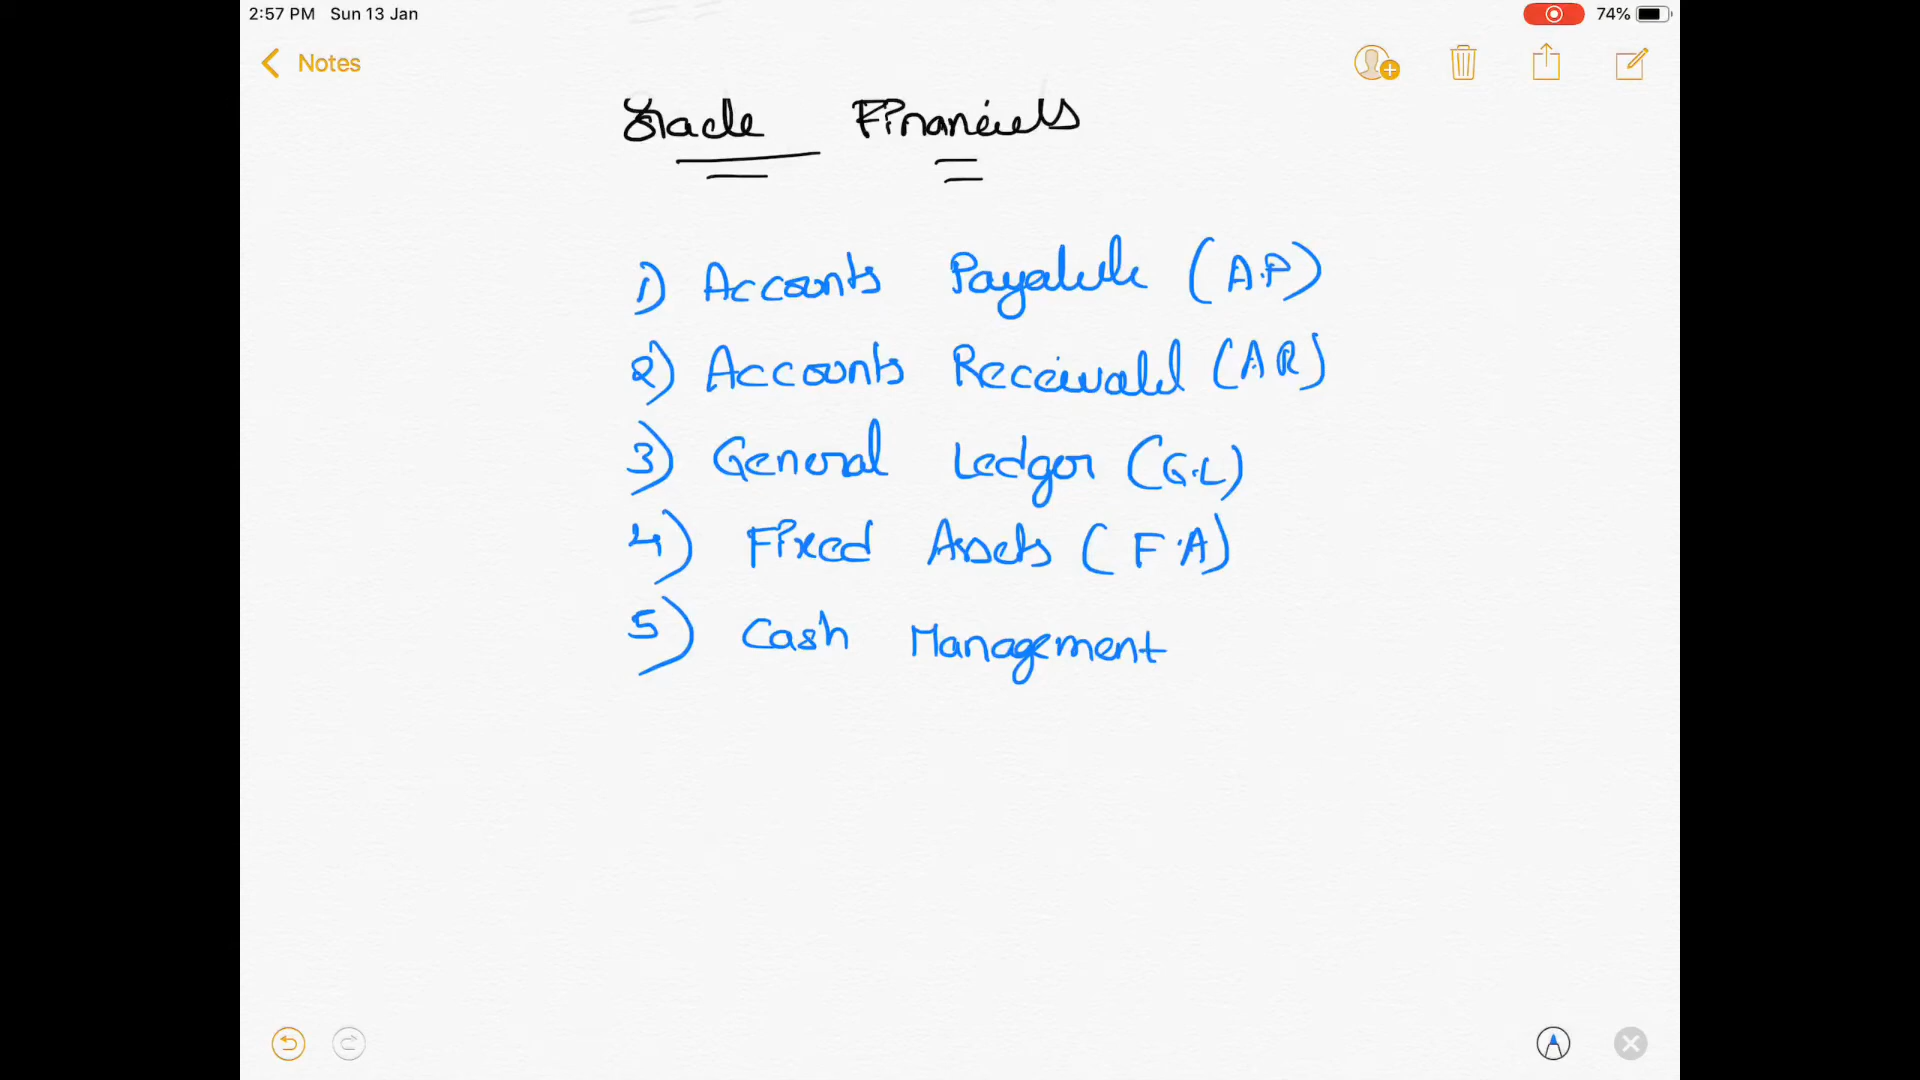 2:57 PM Sun 13 Jan 74%
Notes
Oracle Financials
1) Accounts Payable (A.P)
2) Accounts Receivable (AR)
3) General Ledger (G.L)
4) Fixed Assets (F.A)
5) Cash Management